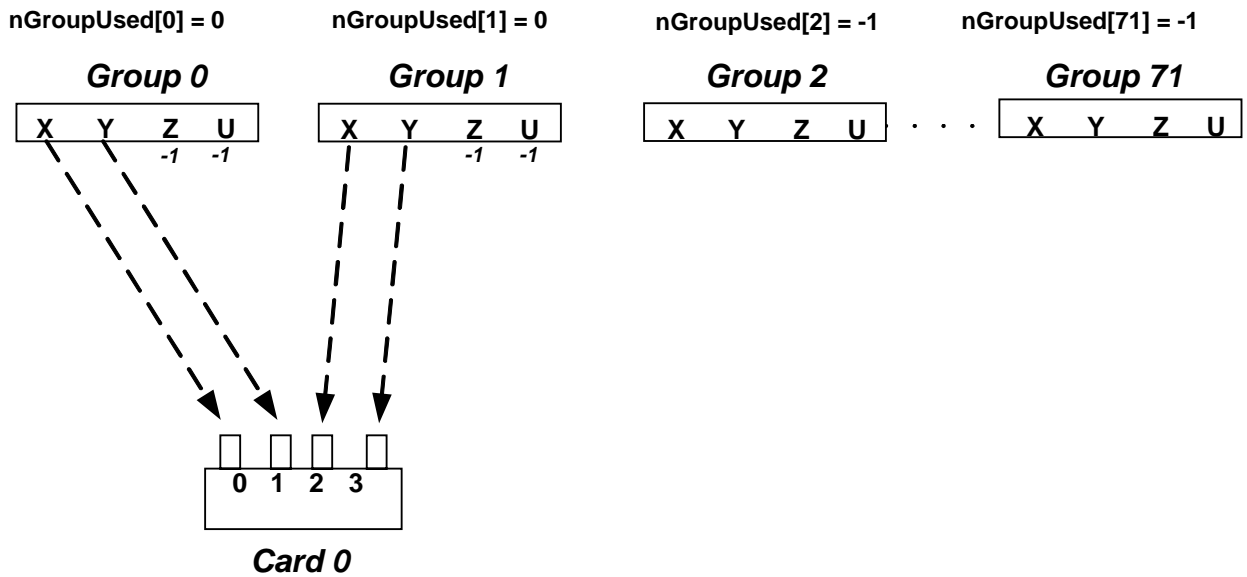 nGroupUsed[0] = 0 nGroupUsed[1] = 0 nGroupUsed[2] = -1 nGroupUsed[71] = -1
Group 0 Group 1 Group 2 Group 71
X Y Z U X Y Z U X Y Z U . . . . X Y Z U
-1 -1 -1 -1
0 1 2 3
Card 0